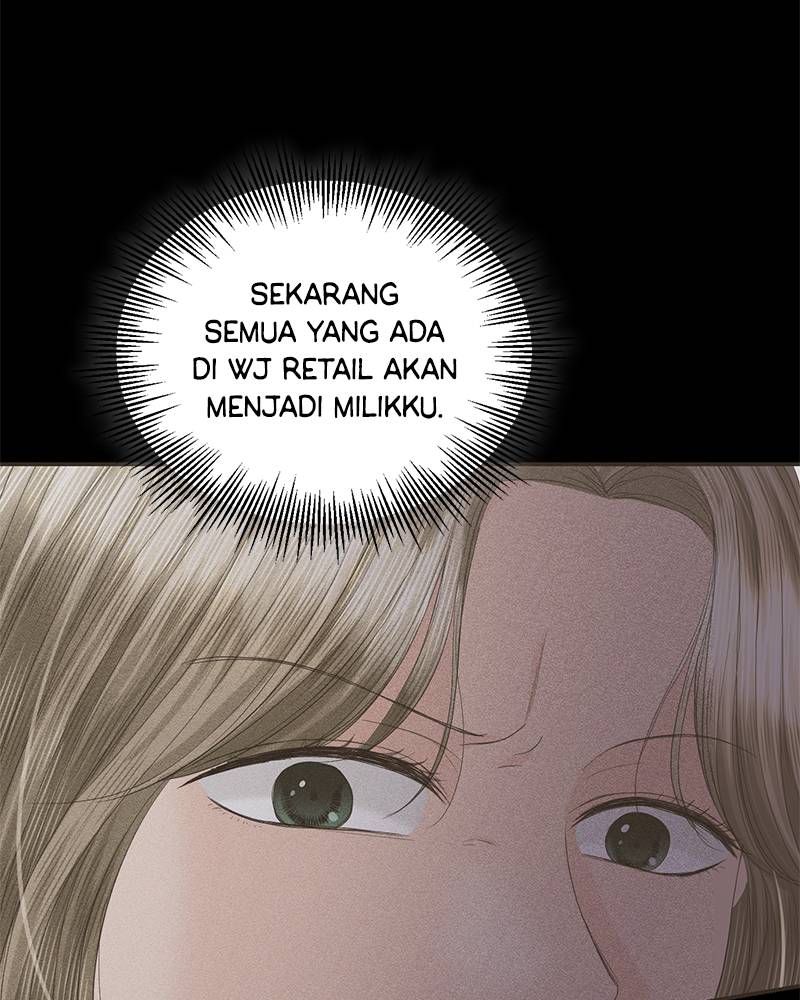 SEKARANG
SEMUA YANG ADA
DI WJ RETAIL AKAN
MENJADI MILIKKU.